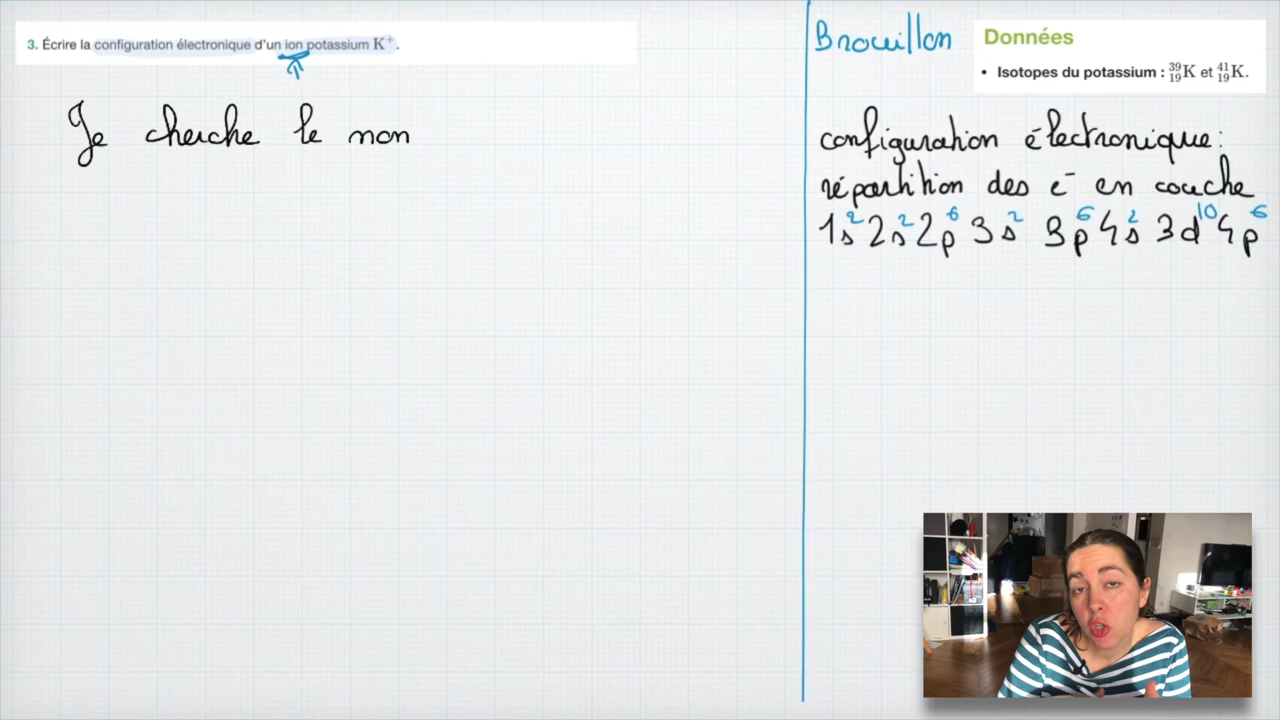 3. Écrire la configuration électronique d'un ion potassium K⁺.
Je cherche le non
Brouillon
Données
• Isotopes du potassium : ³⁹₁₉K et ⁴¹₁₉K.
configuration électronique :
répartition des e⁻ en couche
1s² 2s² 2p⁶ 3s² 3p⁶ 4s² 3d¹⁰ 4p⁶